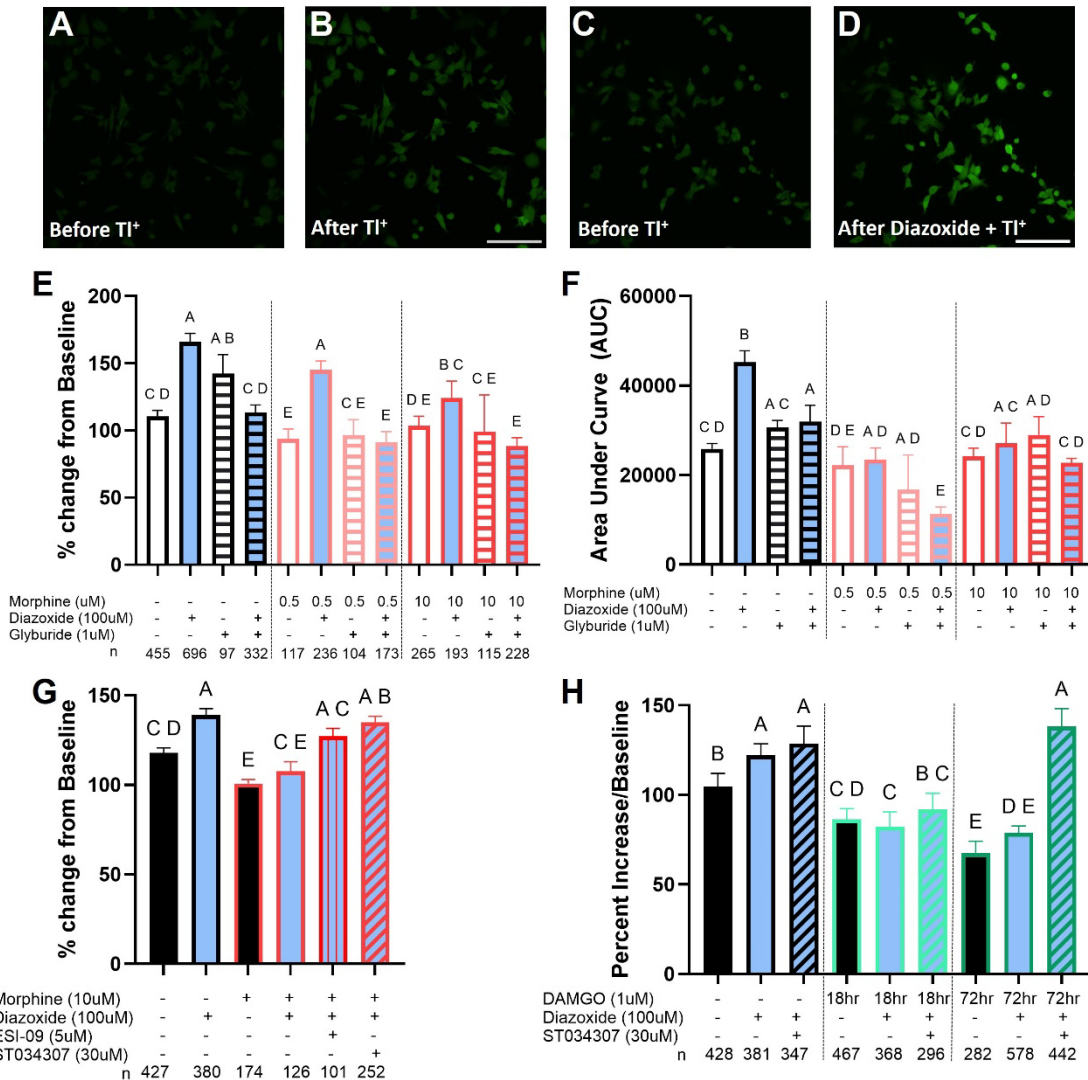 A
B
C
D
Before Tl+
After Tl+
Before Tl+
After Diazoxide + Tl+
E
% change from Baseline
200
150
100
50
0
C D
A
A B
C D
E
A
C E
E
D E
B C
C E
E
Morphine (uM) - - - - 0.5 0.5 0.5 0.5 10 10 10 10
Diazoxide (100uM) - + - + - + - + - + - +
Glyburide (1uM) - - + + - - + + - - + +
n 455 696 97 332 117 236 104 173 265 193 115 228
F
Area Under Curve (AUC)
60000
40000
20000
0
C D
B
A C
A
D E
A D
A D
E
C D
A C
A D
C D
Morphine (uM) - - - - 0.5 0.5 0.5 0.5 10 10 10 10
Diazoxide (100uM) - + - + - + - + - + - +
Glyburide (1uM) - - + + - - + + - - + +
G
% change from Baseline
150
100
50
0
C D
A
E
C E
A C
A B
Morphine (10uM) - - + + + +
Diazoxide (100uM) - + - + + +
ESI-09 (5uM) - - - - + -
ST034307 (30uM) - - - - - +
n 427 380 174 126 101 252
H
Percent Increase/Baseline
150
100
50
0
B
A
A
C D
C
B C
E
D E
A
DAMGO (1uM) - - - 18hr 18hr 18hr 72hr 72hr 72hr
Diazoxide (100uM) - + + - + + - + +
ST034307 (30uM) - - + - - + - - +
n 428 381 347 467 368 296 282 578 442